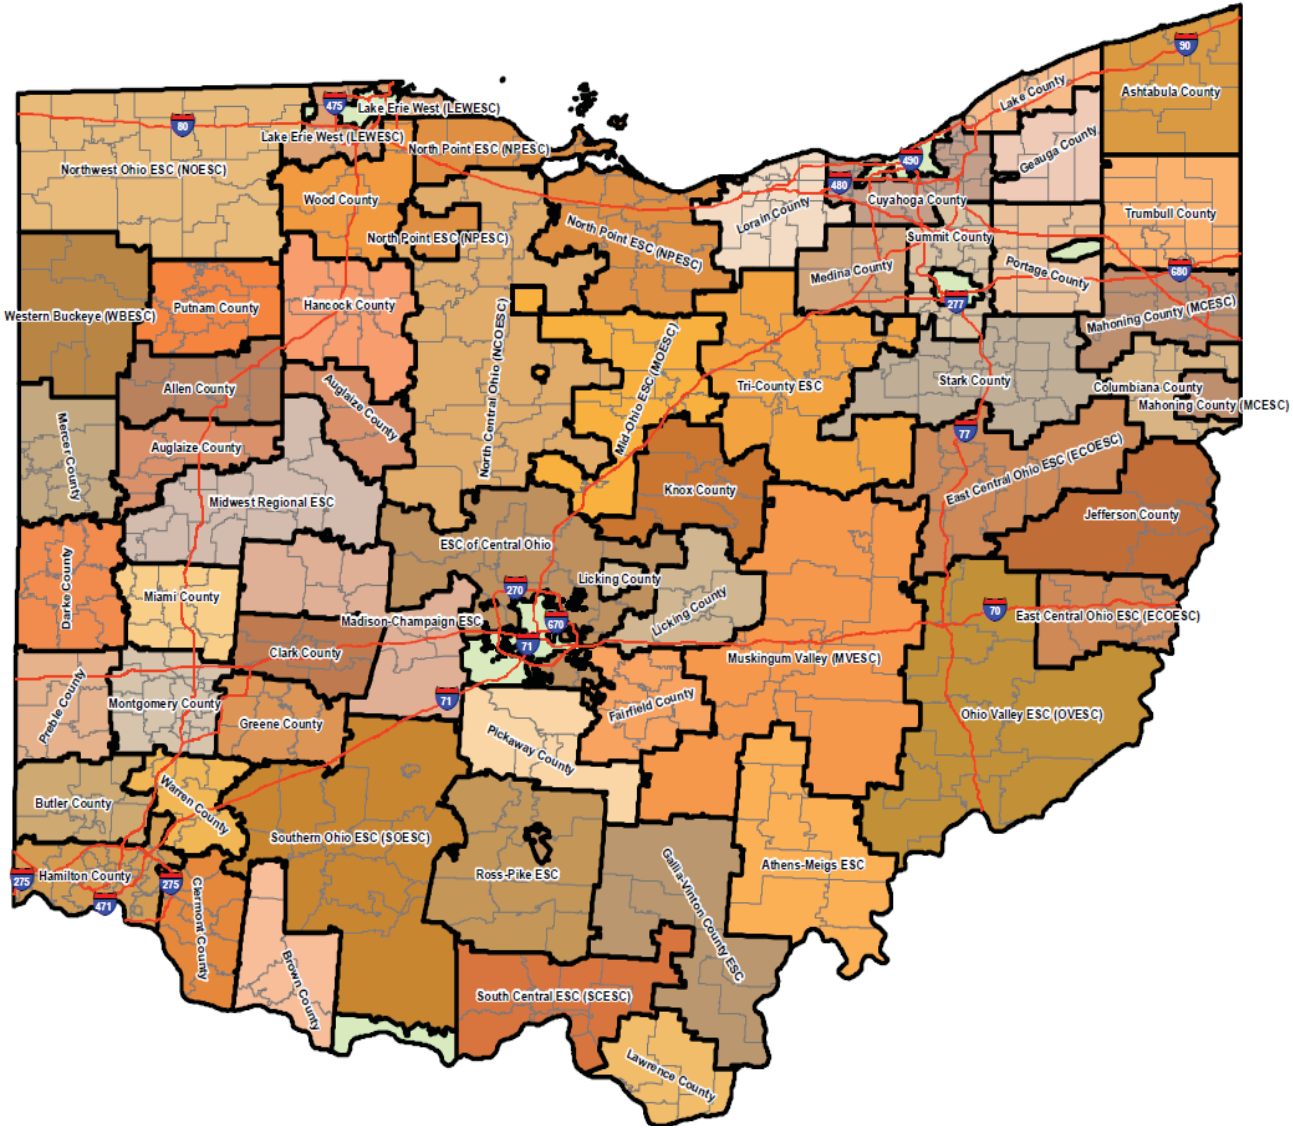 90
Lake County
Ashtabula County
475
Lake Erie West (LEWESC)
80
Lake Erie West (LEWESC)
North Point ESC (NPESC)
Geauga County
490
Northwest Ohio ESC (NOESC)
480
Wood County
Cuyahoga County
Lorain County
Trumbull County
North Point ESC (NPESC)
North Point ESC (NPESC)
Summit County
Medina County
Portage County
680
Putnam County
Hancock County
277
Western Buckeye (WBESC)
Mahoning County (MCESC)
North Central Ohio (NCOESC)
Mid-Ohio ESC (MOESC)
Allen County
Auglaize County
Tri-County ESC
Stark County
Columbiana County
Mahoning County (MCESC)
Mercer County
Auglaize County
77
East Central Ohio ESC (ECOESC)
Knox County
Midwest Regional ESC
Jefferson County
ESC of Central Ohio
Darke County
Miami County
270
Licking County
Licking County
Madison-Champaign ESC
670
70
East Central Ohio ESC (ECOESC)
71
Clark County
Muskingum Valley (MVESC)
Preble County
Montgomery County
71
Greene County
Fairfield County
Ohio Valley ESC (OVESC)
Pickaway County
Butler County
Warren County
Southern Ohio ESC (SOESC)
Ross-Pike ESC
Athens-Meigs ESC
275
Hamilton County
275
471
Clermont County
Gallia-Vinton County ESC
Brown County
South Central ESC (SCESC)
Lawrence County